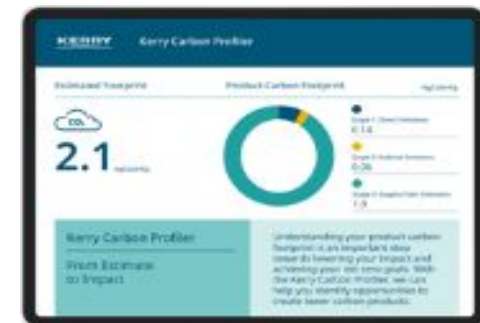 KERRY Kerry Carbon Profiler
Estimated Footprint
Product Carbon Footprint
CO₂
2.1
Scope 1: Direct Emissions
0.14
Scope 2: Indirect Emissions
0.06
Scope 3: Supply Chain Emissions
1.9
Kerry Carbon Profiler
From Estimate
to Impact
Understanding your product carbon
footprint is an important step
towards lowering your impact and
achieving your net zero goals. With
the Kerry Carbon Profiler, we can
help you identify opportunities to
create lower carbon products.